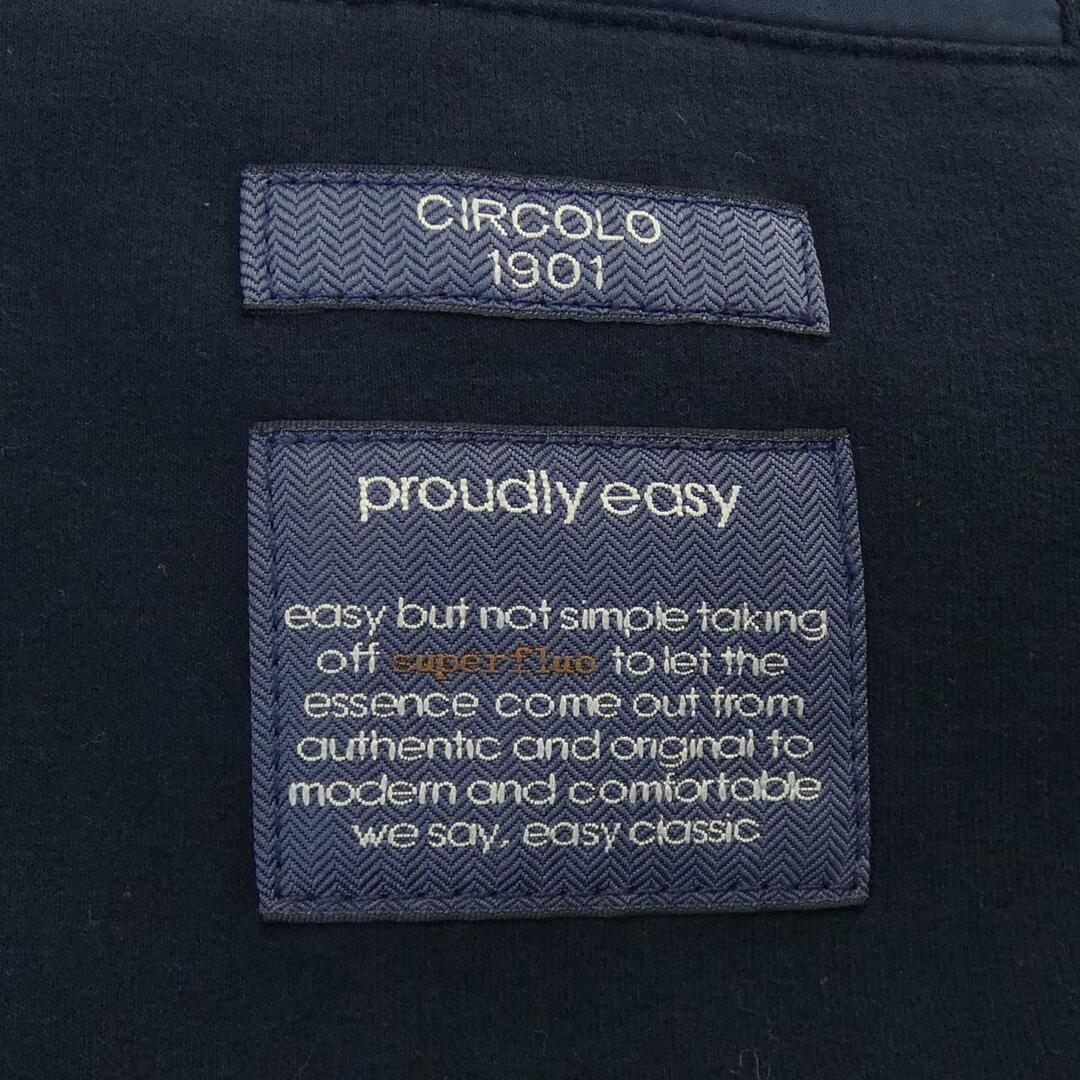 CIRCOLO
1901
proudly easy
easy but not simple taking
off superfluo to let the
essence come out from
authentic and original to
modern and comfortable
we say, easy classic